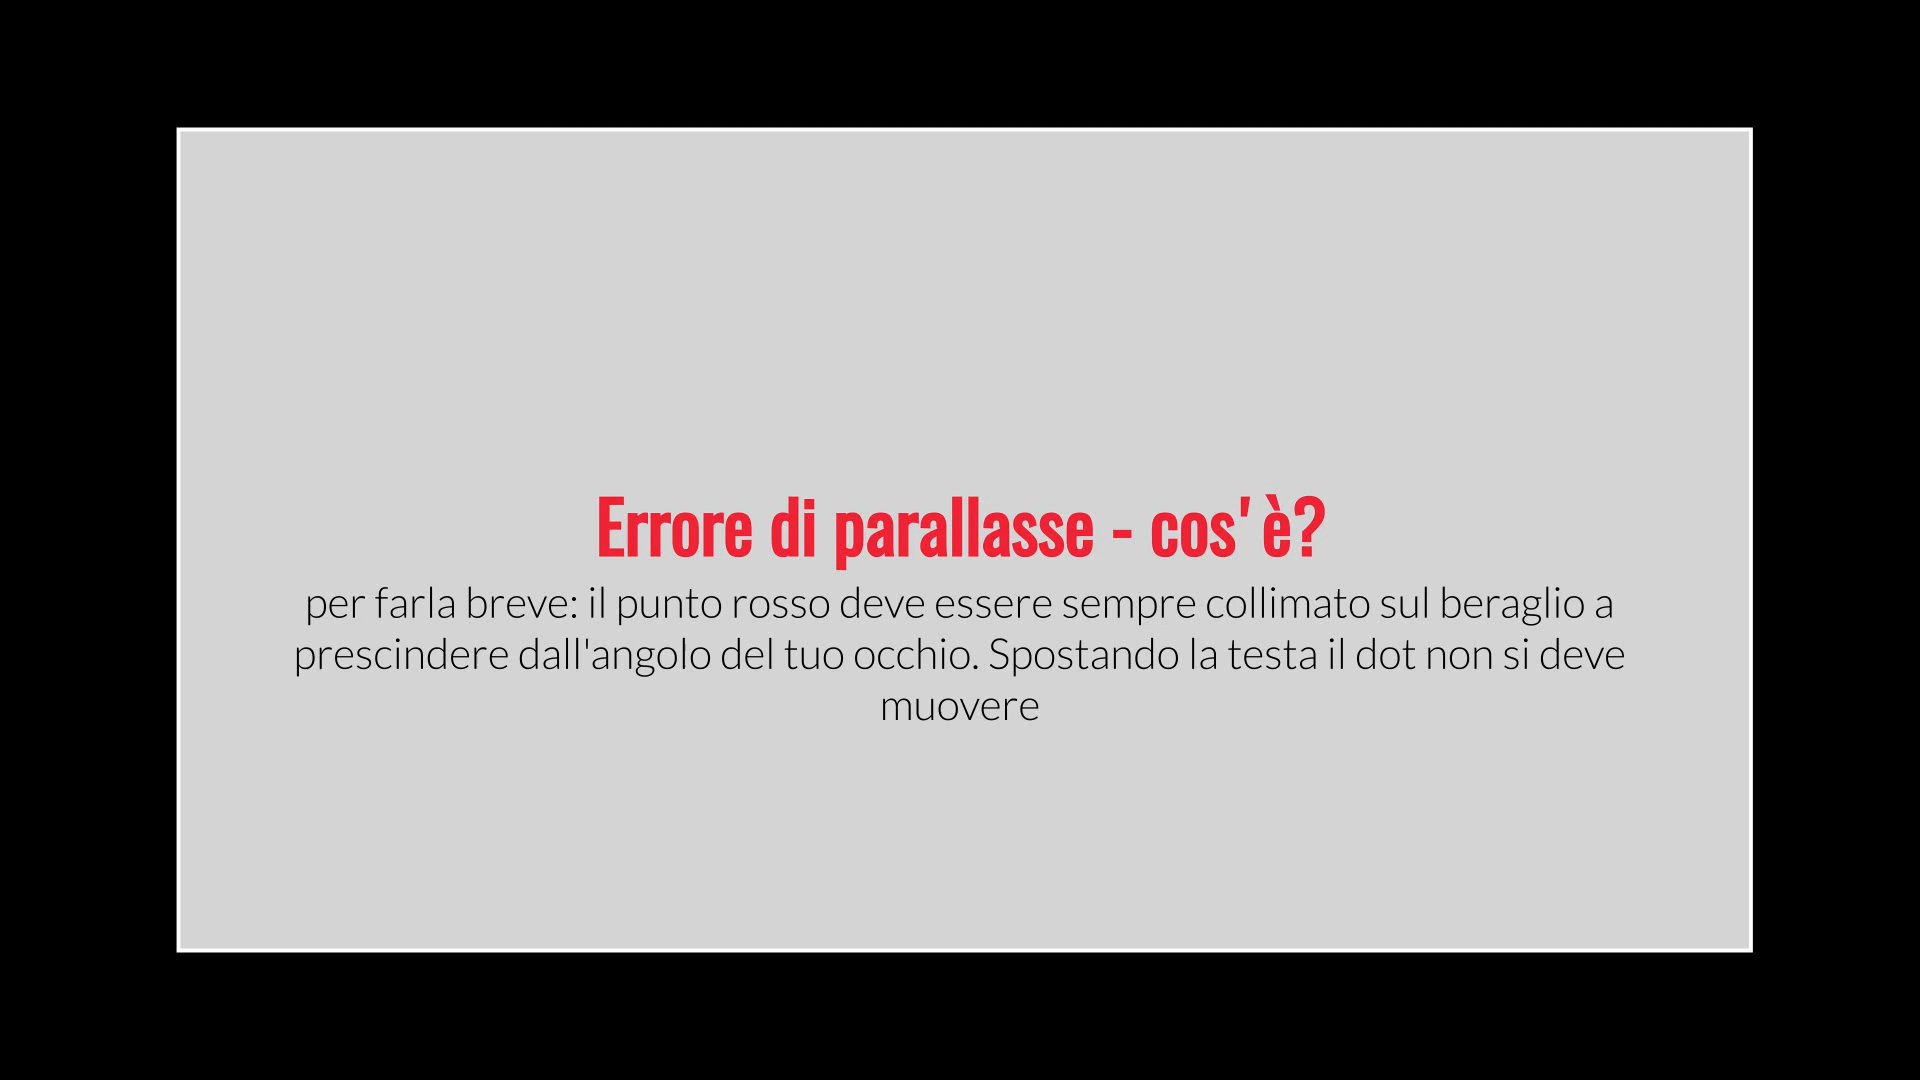 Errore di parallasse - cos'è?
per farla breve: il punto rosso deve essere sempre collimato sul beraglio a
prescindere dall'angolo del tuo occhio. Spostando la testa il dot non si deve
muovere